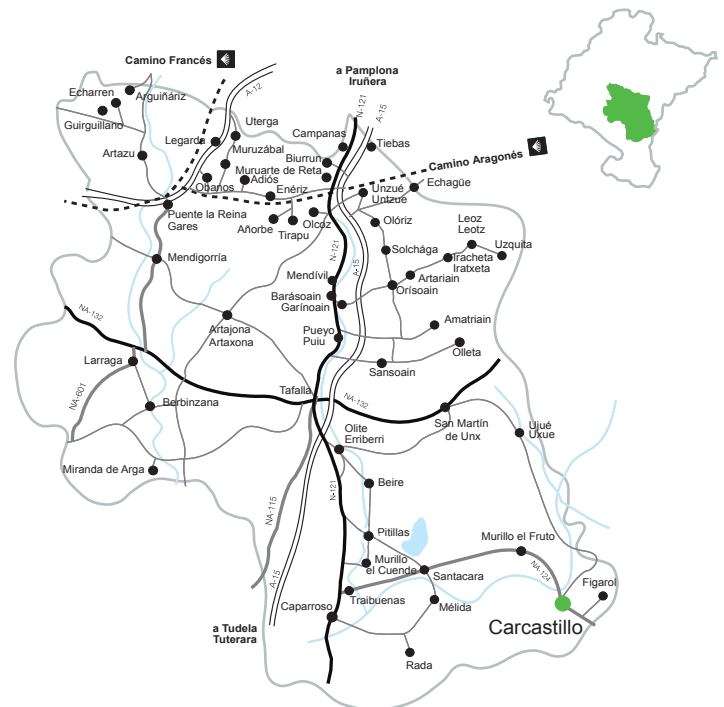 Camino Francés
a Pamplona
Iruñera
A-12
N-121
A-15
Echarren
Arguiñáriz
Guirguillano
Uterga
Legarda
Campanas
Tiebas
Artazu
Muruzábal
Biurrun
Muruarte de Reta
Camino Aragonés
Obanos
Adiós
Enériz
Unzué
Untzue
Echagüe
Puente la Reina
Gares
Añorbe
Tirapu
Olcoz
Olóriz
Leoz
Leotz
Uzquita
Solchága
Mendigorría
N-121
A-15
Iracheta
Iratxeta
Mendívil
Artariain
Orísoain
Barásoain
Garínoain
NA-132
Artajona
Artaxona
Amatriain
Pueyo
Puiu
Larraga
Olleta
Sansoain
NA-601
Tafalla
NA-132
Berbinzana
San Martín
de Unx
Ujué
Uxue
Olite
Erriberri
Miranda de Arga
Beire
N-121
NA-115
Pitillas
Murillo el Fruto
Murillo
el Cuende
Santacara
NA-124
A-15
Figarol
Traibuenas
Mélida
Caparroso
Carcastillo
a Tudela
Tuterara
Rada